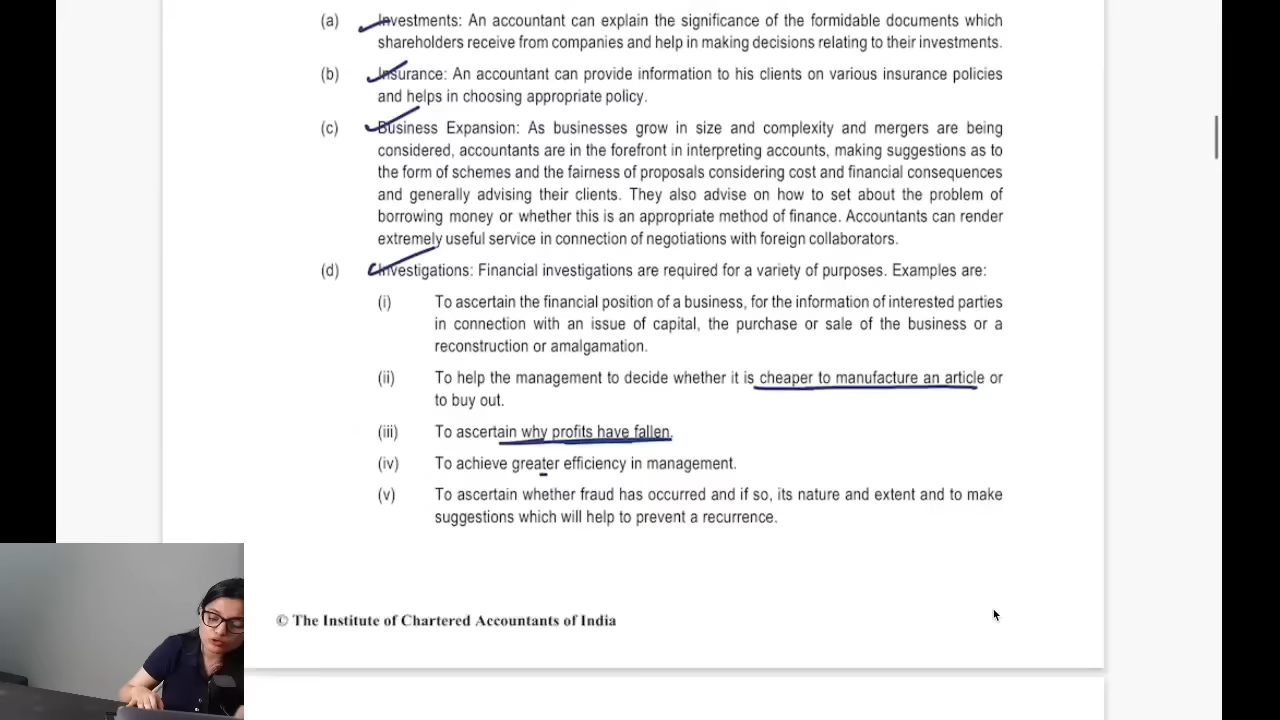 (a) Investments: An accountant can explain the significance of the formidable documents which
shareholders receive from companies and help in making decisions relating to their investments.
(b) Insurance: An accountant can provide information to his clients on various insurance policies
and helps in choosing appropriate policy.
(c) Business Expansion: As businesses grow in size and complexity and mergers are being
considered, accountants are in the forefront in interpreting accounts, making suggestions as to
the form of schemes and the fairness of proposals considering cost and financial consequences
and generally advising their clients. They also advise on how to set about the problem of
borrowing money or whether this is an appropriate method of finance. Accountants can render
extremely useful service in connection of negotiations with foreign collaborators.
(d) Investigations: Financial investigations are required for a variety of purposes. Examples are:
(i) To ascertain the financial position of a business, for the information of interested parties
in connection with an issue of capital, the purchase or sale of the business or a
reconstruction or amalgamation.
(ii) To help the management to decide whether it is cheaper to manufacture an article or
to buy out.
(iii) To ascertain why profits have fallen.
(iv) To achieve greater efficiency in management.
(v) To ascertain whether fraud has occurred and if so, its nature and extent and to make
suggestions which will help to prevent a recurrence.
© The Institute of Chartered Accountants of India